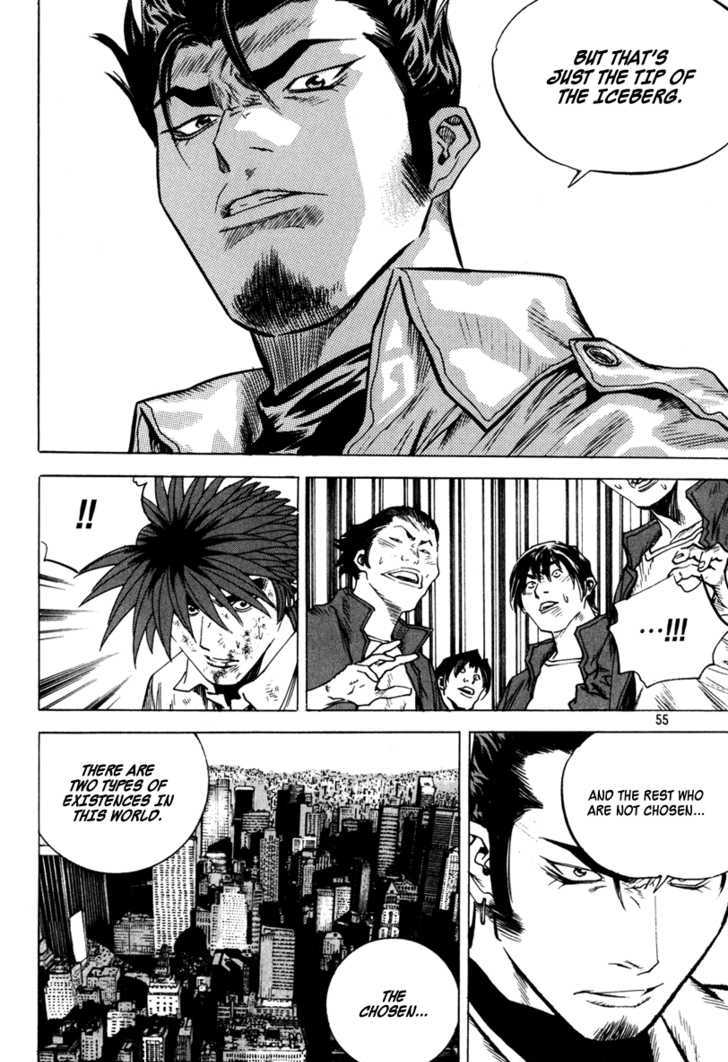 BUT THAT'S
JUST THE TIP OF
THE ICEBERG.
!!
...!!!
55
THERE ARE
TWO TYPES OF
EXISTENCES IN
THIS WORLD.
THE
CHOSEN...
AND THE REST WHO
ARE NOT CHOSEN...